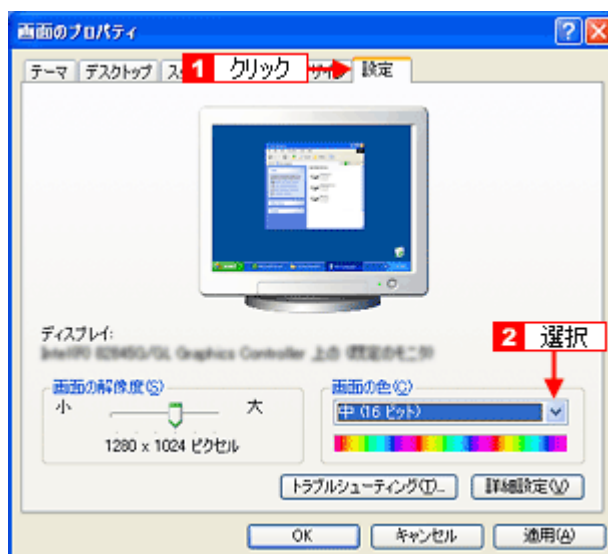 画面のプロパティ
テーマ デスクトップ 1 クリック 設定
ディスプレイ:
2 選択
画面の解像度(S)
小 大
1280 x 1024 ピクセル
画面の色(C)
中 (16 ビット)
トラブルシューティング(T)... 詳細設定(V)
OK キャンセル 適用(A)